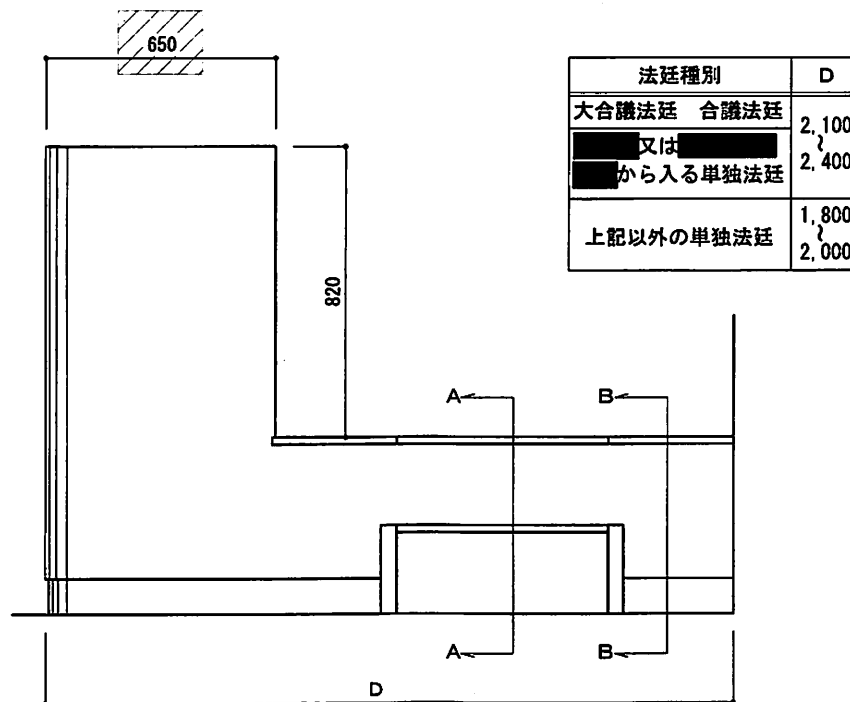 650
法廷種別 D
大合議法廷 合議法廷
又は
から入る単独法廷
2,100
〜
2,400
上記以外の単独法廷
1,800
〜
2,000
820
A B
A B
D